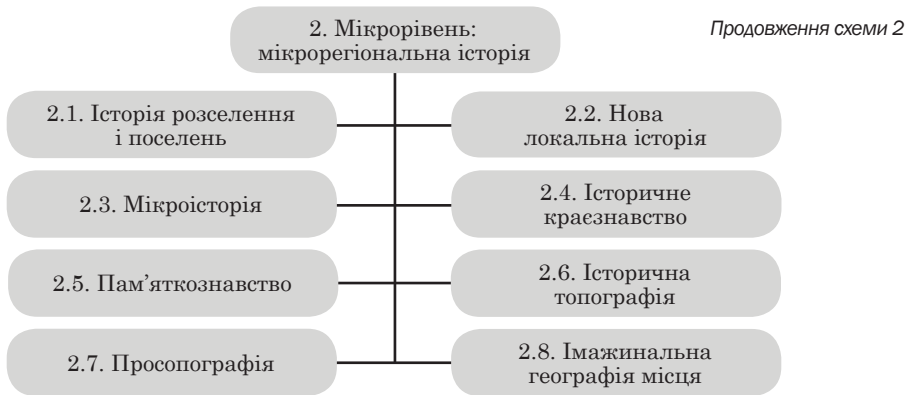 2. Мікрорівень:
мікрорегіональна історія
Продовження схеми 2
2.1. Історія розселення
і поселень
2.2. Нова
локальна історія
2.3. Мікроісторія
2.4. Історичне
краєзнавство
2.5. Пам’яткознавство
2.6. Історична
топографія
2.7. Просопографія
2.8. Імажинальна
географія місця